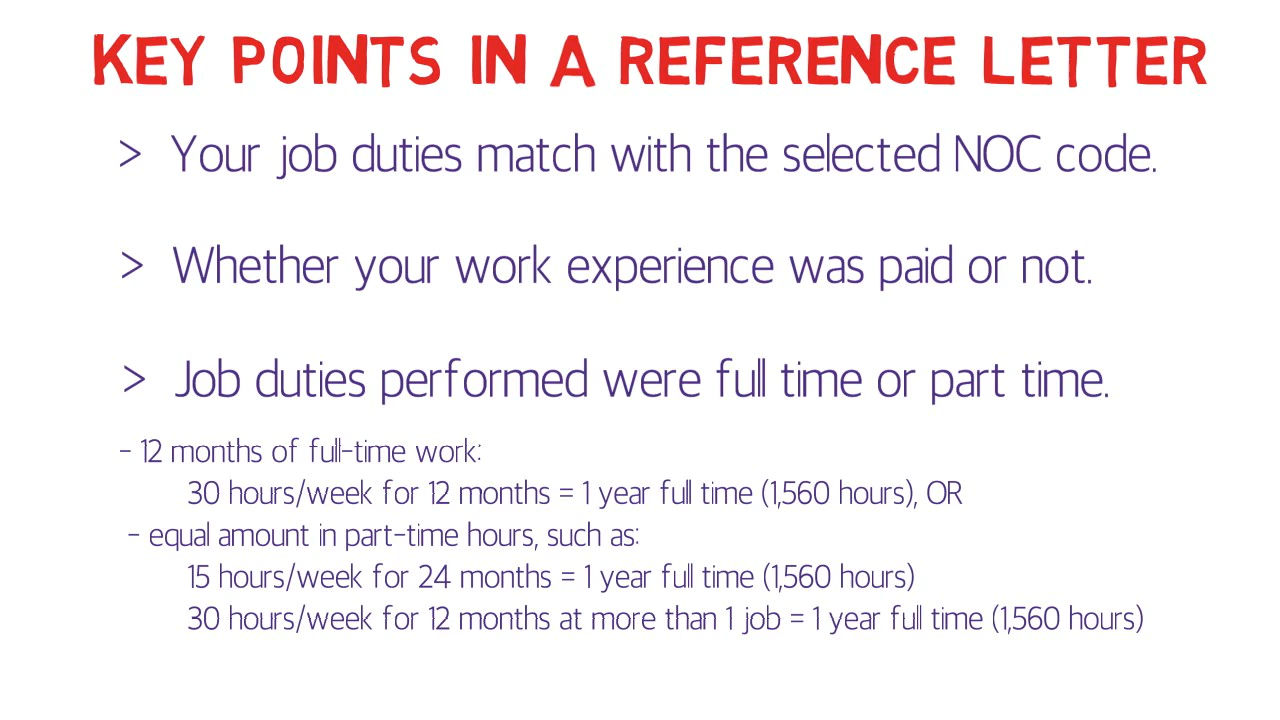 KEY POINTS IN A REFERENCE LETTER
> Your job duties match with the selected NOC code.
> Whether your work experience was paid or not.
> Job duties performed were full time or part time.
- 12 months of full-time work:
30 hours/week for 12 months = 1 year full time (1,560 hours), OR
- equal amount in part-time hours, such as:
15 hours/week for 24 months = 1 year full time (1,560 hours)
30 hours/week for 12 months at more than 1 job = 1 year full time (1,560 hours)